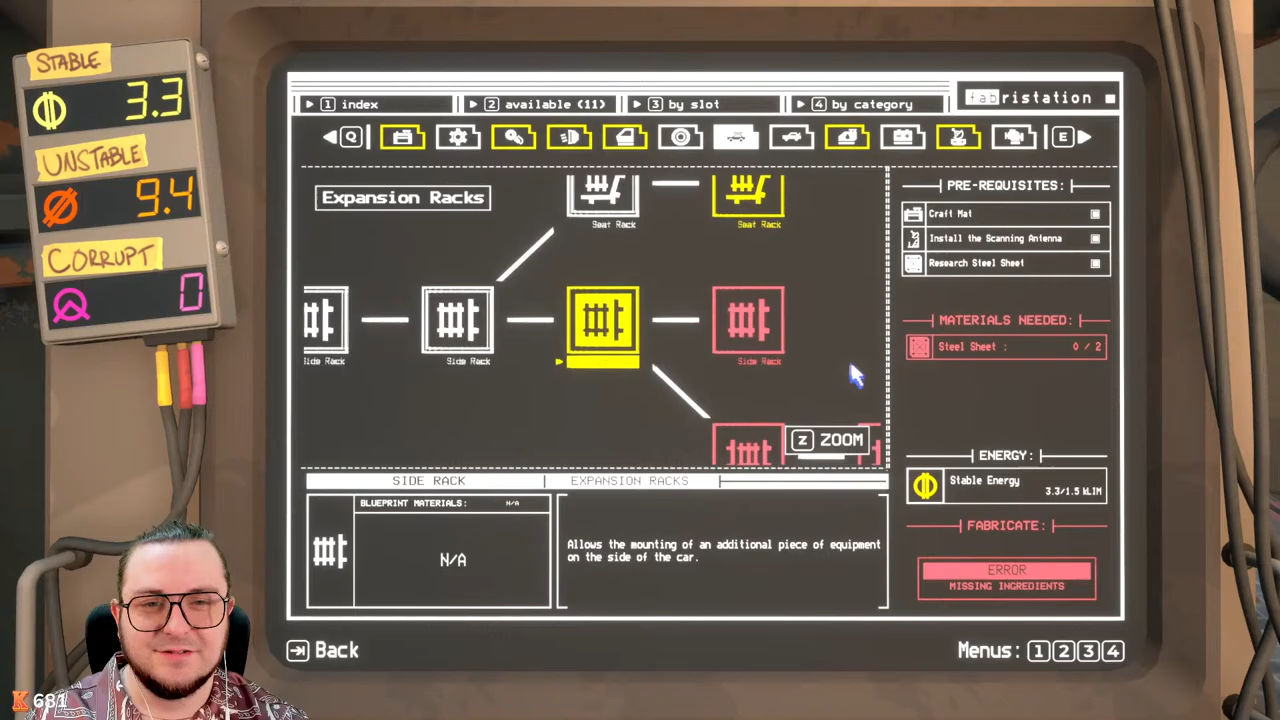 STABLE
3.3
UNSTABLE
9.4
CORRUPT
0
1 index
2 available (11)
3 by slot
4 by category
fabristation
Q
E
Expansion Racks
Seat Rack
Seat Rack
Side Rack
Side Rack
Side Rack
Z ZOOM
PRE-REQUISITES:
Craft Mat
Install the Scanning Antenna
Research Steel Sheet
MATERIALS NEEDED:
Steel Sheet : 0 / 2
ENERGY:
Stable Energy
3.3/1.5 kLIM
FABRICATE:
ERROR
MISSING INGREDIENTS
SIDE RACK
EXPANSION RACKS
BLUEPRINT MATERIALS: N/A
N/A
Allows the mounting of an additional piece of equipment
on the side of the car.
Back
Menus: 1 2 3 4
K 681